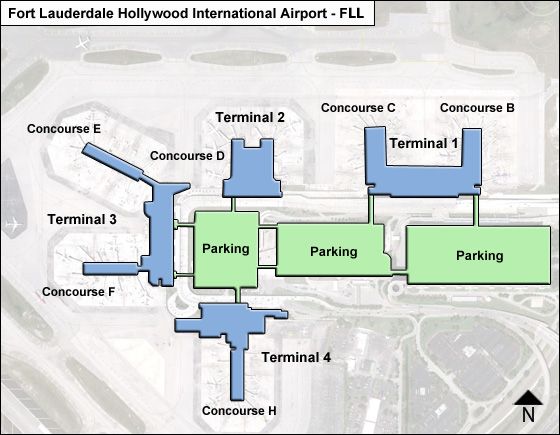 Fort Lauderdale Hollywood International Airport - FLL
Concourse C
Concourse B
Terminal 2
Concourse E
Terminal 1
Concourse D
Terminal 3
Parking
Parking
Parking
Concourse F
Terminal 4
Concourse H
N